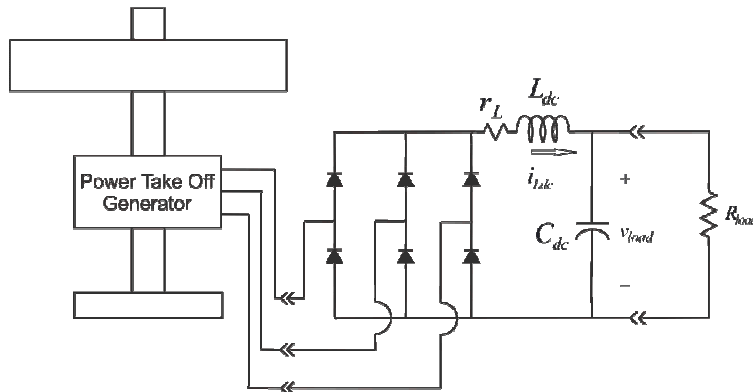 L_dc
r_L
Power Take Off
Generator
i_Ldc
+
C_dc
v_load
R_load
−